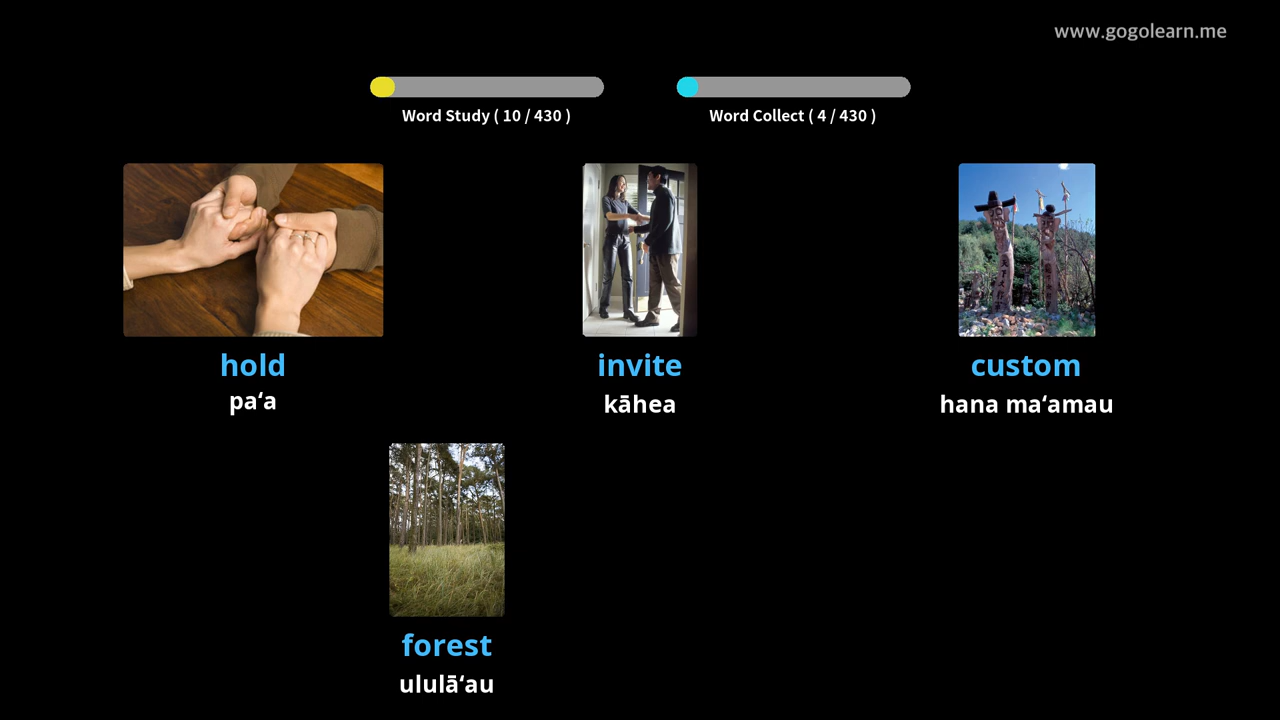 www.gogolearn.me
Word Study ( 10 / 430 )
Word Collect ( 4 / 430 )
hold
paʻa
invite
kāhea
custom
hana maʻamau
forest
ululāʻau